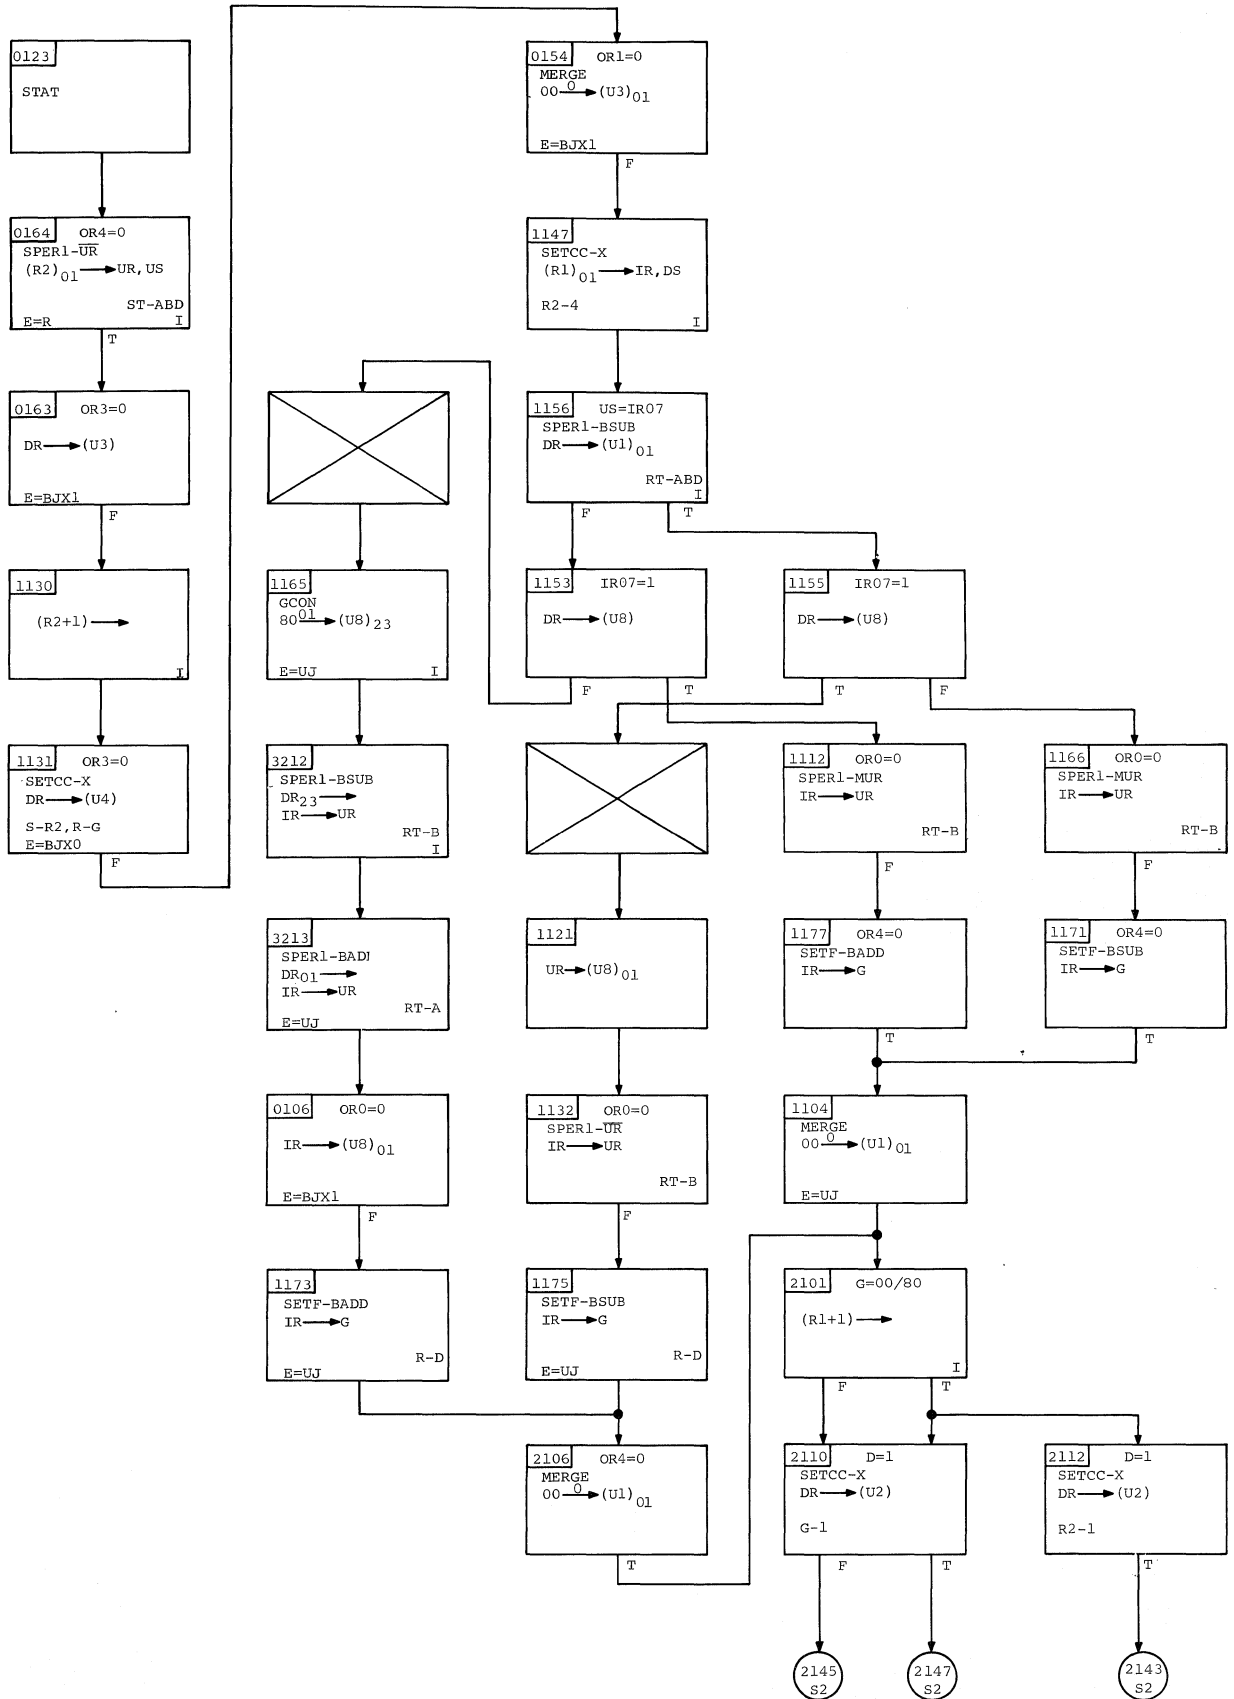 0123
STAT
0164 OR4=0
SPER1-U̅R̅
(R2)01 → UR,US
ST-ABD
E=R I
T
0163 OR3=0
DR → (U3)
E=BJX1
F
1130
(R2+1) →
I
1131 OR3=0
SETCC-X
DR → (U4)
S-R2,R-G
E=BJX0
F
0154 OR1=0
MERGE
00 0 → (U3)01
E=BJX1
F
1147
SETCC-X
(R1)01 → IR,DS
R2-4
I
1156 US=IR07
SPER1-BSUB
DR → (U1)01
RT-ABD
I
F T
1153 IR07=1
DR → (U8)
F T
1155 IR07=1
DR → (U8)
T F
1165
GCON
80 01 → (U8)23
E=UJ I
3212
SPER1-BSUB
DR23 →
IR → UR
RT-B
I
3213
SPER1-BADD
DR01 →
IR → UR
RT-A
E=UJ
0106 OR0=0
IR → (U8)01
E=BJX1
F
1173
SETF-BADD
IR → G
R-D
E=UJ
1121
UR → (U8)01
1132 OR0=0
SPER1-U̅R̅
IR → UR
RT-B
F
1175
SETF-BSUB
IR → G
R-D
E=UJ
2106 OR4=0
MERGE
00 0 → (U1)01
T
1112 OR0=0
SPER1-MUR
IR → UR
RT-B
F
1177 OR4=0
SETF-BADD
IR → G
T
1166 OR0=0
SPER1-MUR
IR → UR
RT-B
F
1171 OR4=0
SETF-BSUB
IR → G
T
1104
MERGE
00 0 → (U1)01
E=UJ
2101 G=00/80
(R1+1) →
I
F T
2110 D=1
SETCC-X
DR → (U2)
G-1
F T
2112 D=1
SETCC-X
DR → (U2)
R2-1
T
2145
S2
2147
S2
2143
S2